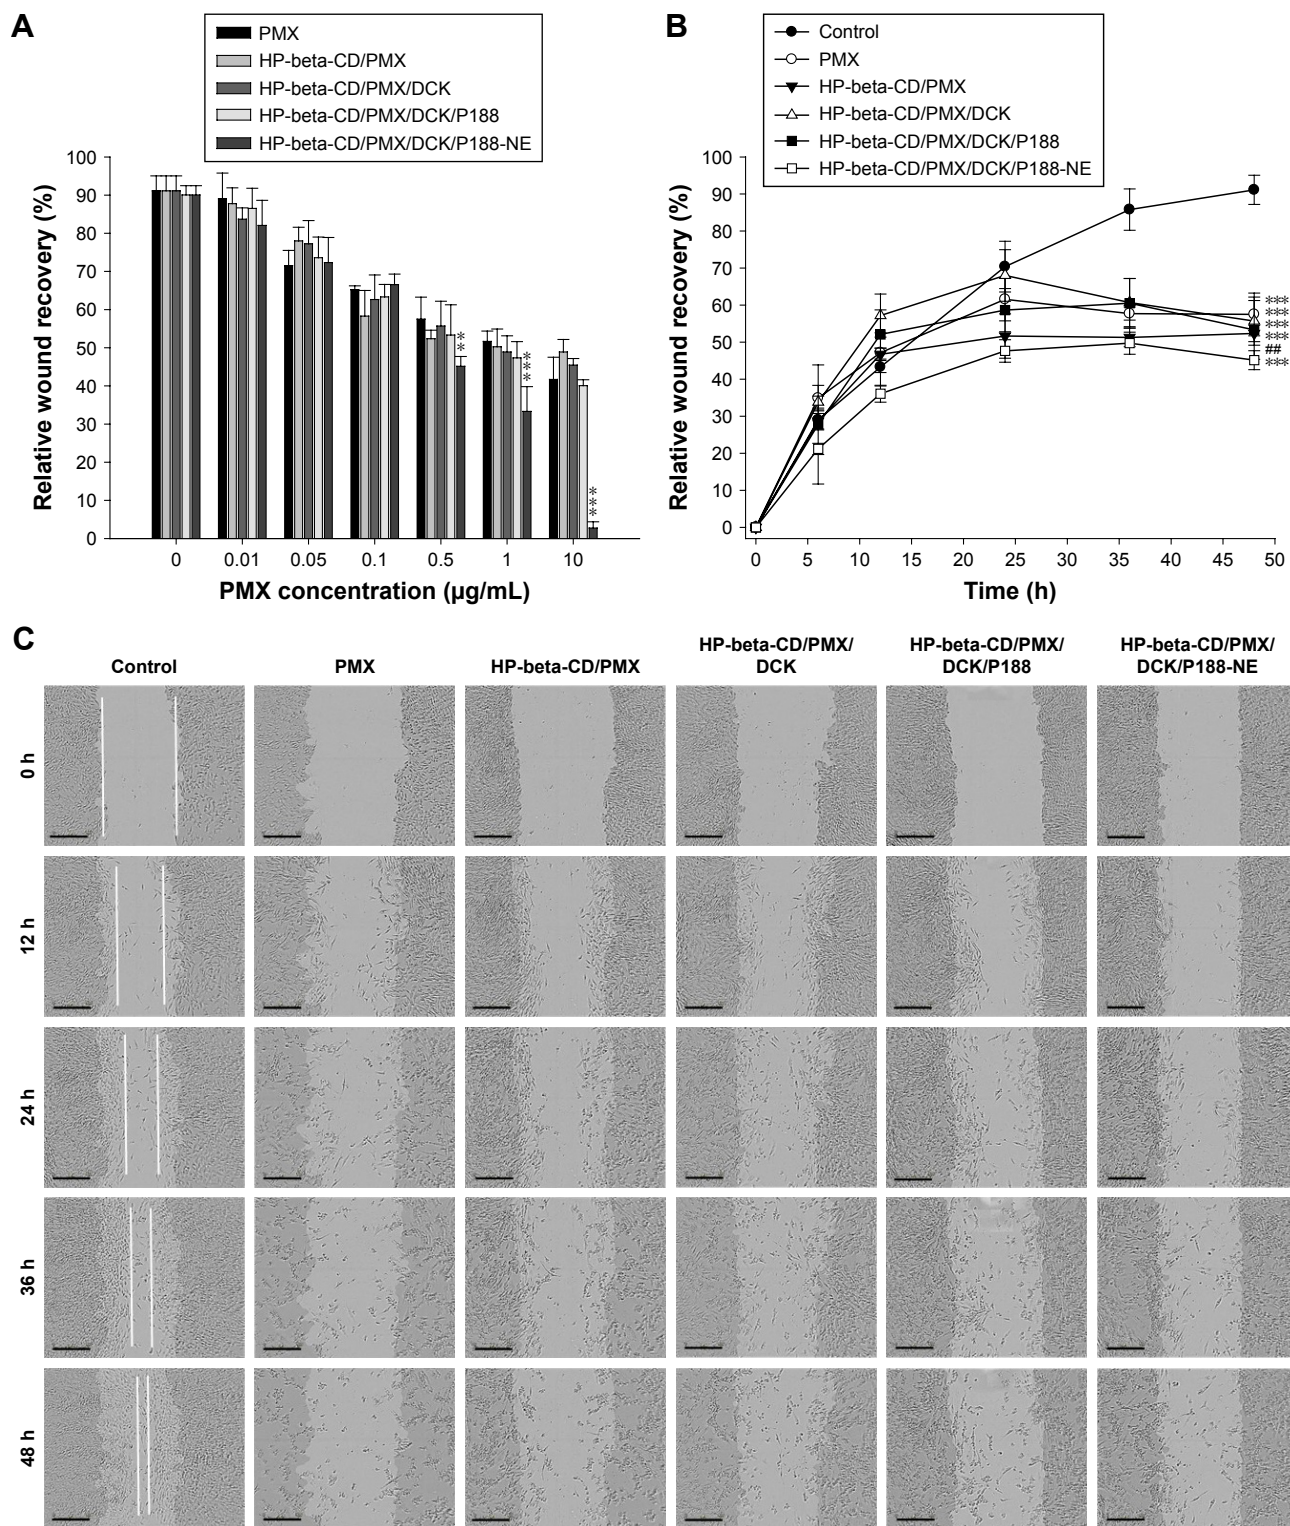 A
PMX
HP-beta-CD/PMX
HP-beta-CD/PMX/DCK
HP-beta-CD/PMX/DCK/P188
HP-beta-CD/PMX/DCK/P188-NE
Relative wound recovery (%)
100
90
80
70
60
50
40
30
20
10
0
**
***
***
0 0.01 0.05 0.1 0.5 1 10
PMX concentration (µg/mL)
B
Control
PMX
HP-beta-CD/PMX
HP-beta-CD/PMX/DCK
HP-beta-CD/PMX/DCK/P188
HP-beta-CD/PMX/DCK/P188-NE
Relative wound recovery (%)
100
90
80
70
60
50
40
30
20
10
0
***
***
***
***
##
***
0 5 10 15 20 25 30 35 40 45 50
Time (h)
C
Control
PMX
HP-beta-CD/PMX
HP-beta-CD/PMX/
DCK
HP-beta-CD/PMX/
DCK/P188
HP-beta-CD/PMX/
DCK/P188-NE
0 h
12 h
24 h
36 h
48 h